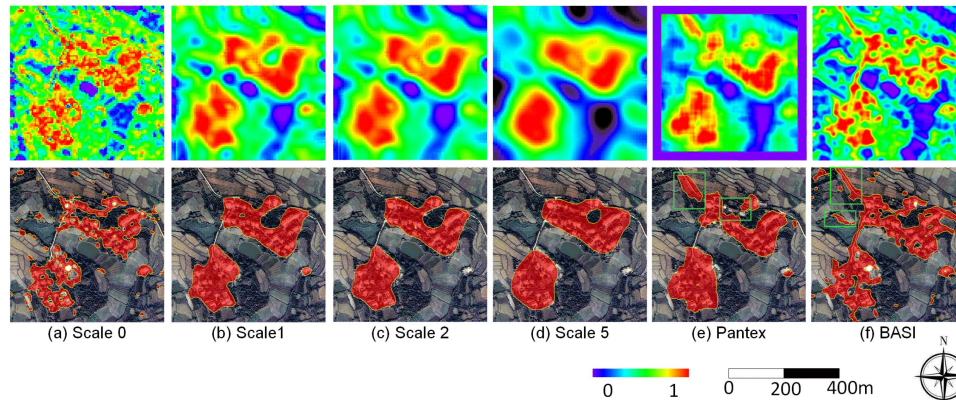 (a) Scale 0
(b) Scale1
(c) Scale 2
(d) Scale 5
(e) Pantex
(f) BASI
N
0
1
0
200
400m